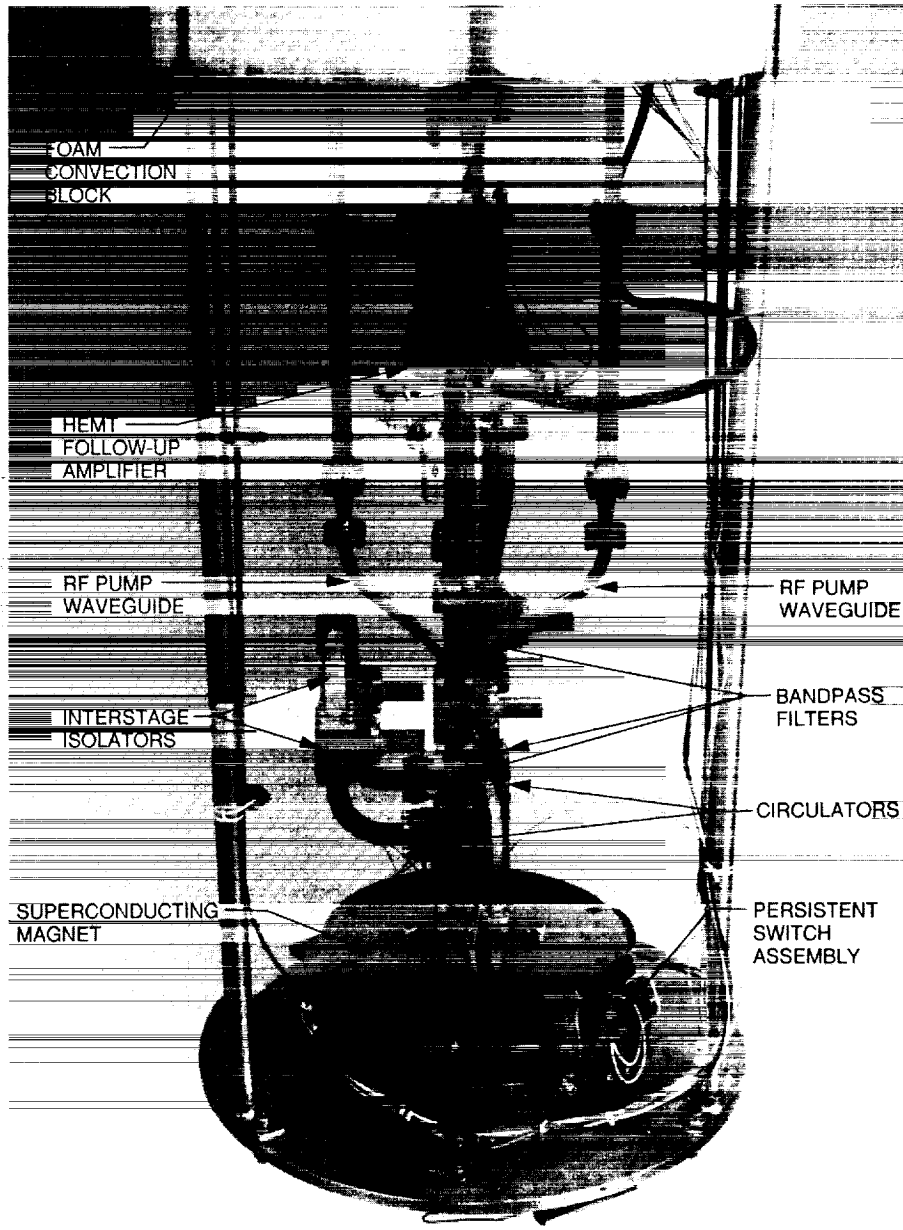 FOAM
CONVECTION
BLOCK
HEMT
FOLLOW-UP
AMPLIFIER
RF PUMP
WAVEGUIDE
RF PUMP
WAVEGUIDE
INTERSTAGE
ISOLATORS
BANDPASS
FILTERS
CIRCULATORS
SUPERCONDUCTING
MAGNET
PERSISTENT
SWITCH
ASSEMBLY